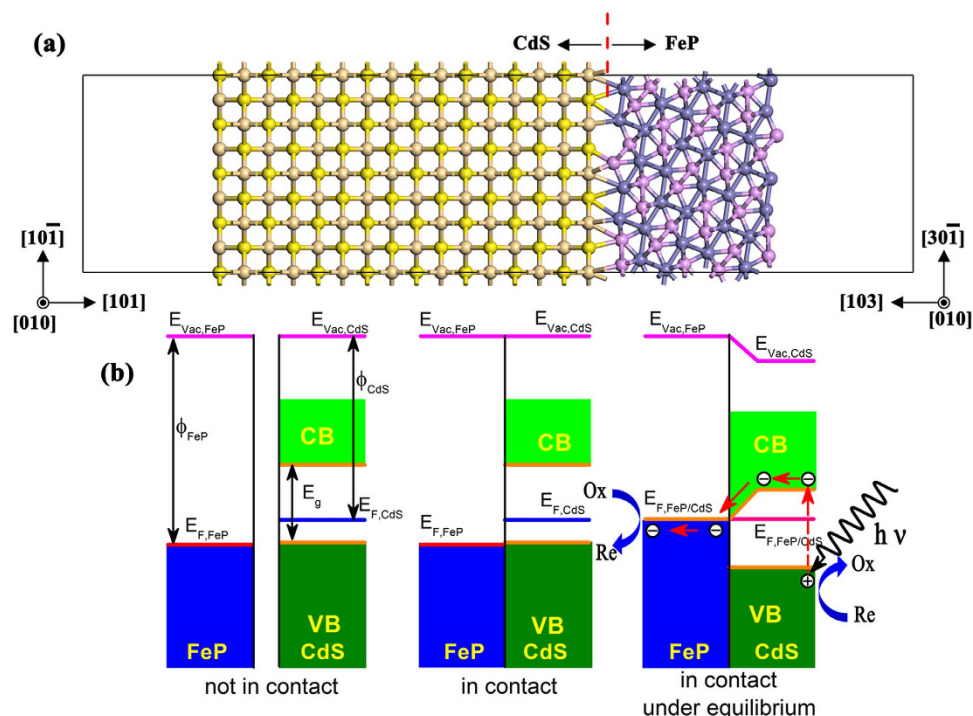 (a)
CdS
FeP
[101̄]
[101]
[010]
[301̄]
[103]
[010]
(b)
E_Vac,FeP
E_Vac,CdS
E_Vac,FeP
E_Vac,CdS
E_Vac,FeP
E_Vac,CdS
ϕ_CdS
ϕ_FeP
CB
CB
CB
E_g
E_F,CdS
E_F,FeP
E_F,CdS
E_F,FeP
Ox
Re
E_F,FeP/CdS
E_F,FeP/CdS
h ν
Ox
Re
FeP
VB
CdS
FeP
VB
CdS
FeP
VB
CdS
not in contact
in contact
in contact
under equilibrium